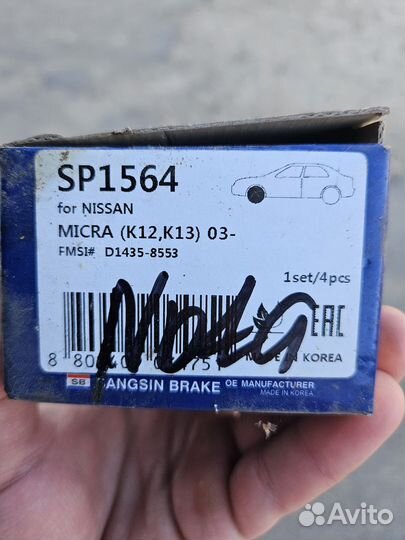 SP1564
for NISSAN
MICRA (K12,K13) 03-
FMSI# D1435-8553
1set/4pcs
EAC
MADE IN KOREA
SB SANGSIN BRAKE OE MANUFACTURER
MADE IN KOREA
Avito